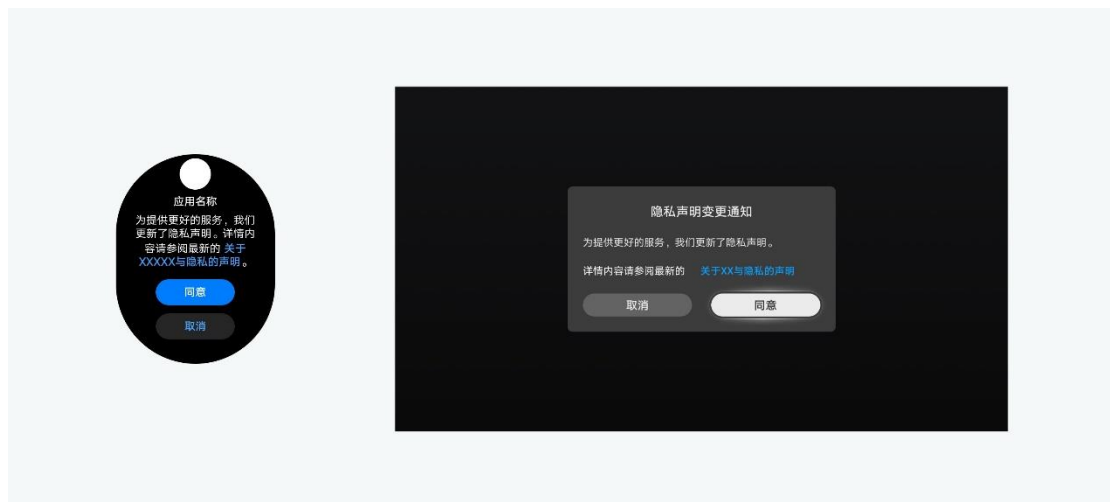 应用名称
为提供更好的服务，我们
更新了隐私声明。详情内
容请参阅最新的 关于
XXXXX与隐私的声明。
同意
取消
隐私声明变更通知
为提供更好的服务，我们更新了隐私声明。
详情内容请参阅最新的 关于XX与隐私的声明
取消 同意